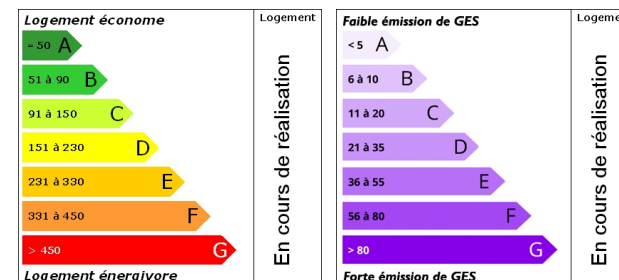 Logement économe
Logement
= 50 A
51 à 90 B
91 à 150 C
151 à 230 D
231 à 330 E
331 à 450 F
> 450 G
Logement énergivore
En cours de réalisation
Faible émission de GES
Logeme
< 5 A
6 à 10 B
11 à 20 C
21 à 35 D
36 à 55 E
56 à 80 F
> 80 G
Forte émission de GES
En cours de réalisation